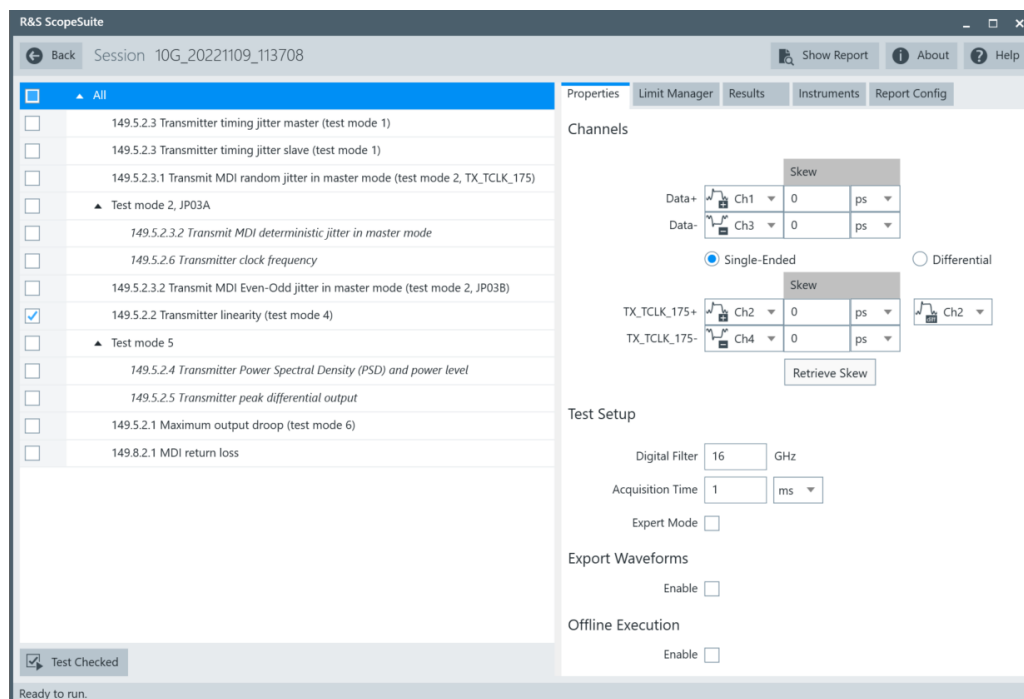 R&S ScopeSuite
Back Session 10G_20221109_113708 Show Report About Help
All
149.5.2.3 Transmitter timing jitter master (test mode 1)
149.5.2.3 Transmitter timing jitter slave (test mode 1)
149.5.2.3.1 Transmit MDI random jitter in master mode (test mode 2, TX_TCLK_175)
Test mode 2, JP03A
149.5.2.3.2 Transmit MDI deterministic jitter in master mode
149.5.2.6 Transmitter clock frequency
149.5.2.3.2 Transmit MDI Even-Odd jitter in master mode (test mode 2, JP03B)
149.5.2.2 Transmitter linearity (test mode 4)
Test mode 5
149.5.2.4 Transmitter Power Spectral Density (PSD) and power level
149.5.2.5 Transmitter peak differential output
149.5.2.1 Maximum output droop (test mode 6)
149.8.2.1 MDI return loss
Test Checked
Ready to run.
Properties Limit Manager Results Instruments Report Config
Channels
Skew
Data+ Ch1 0 ps
Data- Ch3 0 ps
Single-Ended Differential
Skew
TX_TCLK_175+ Ch2 0 ps diff Ch2
TX_TCLK_175- Ch4 0 ps
Retrieve Skew
Test Setup
Digital Filter 16 GHz
Acquisition Time 1 ms
Expert Mode
Export Waveforms
Enable
Offline Execution
Enable